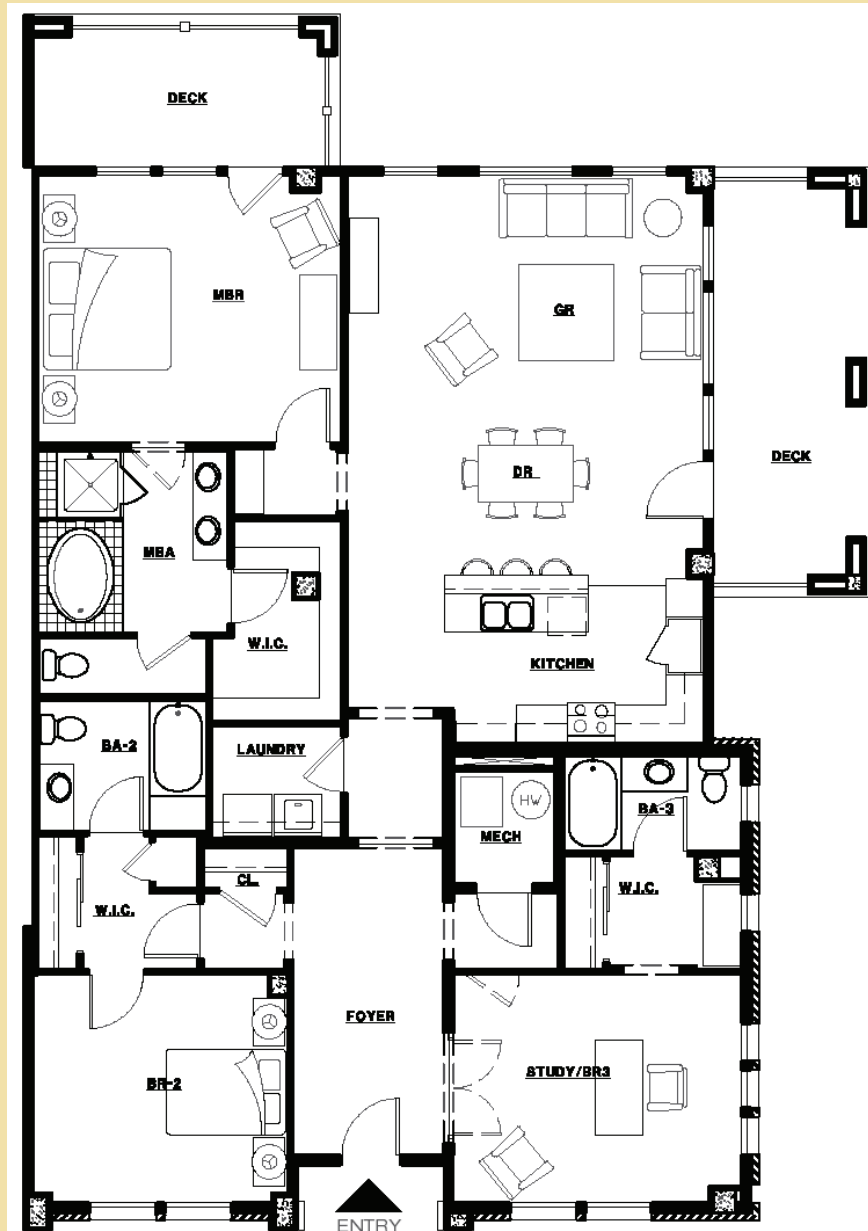 DECK
MBR
GR
DR
DECK
MBA
W.I.C.
KITCHEN
BA-2
LAUNDRY
HW
MECH
BA-3
CL.
W.I.C.
W.I.C.
FOYER
BR-2
STUDY/BR3
ENTRY